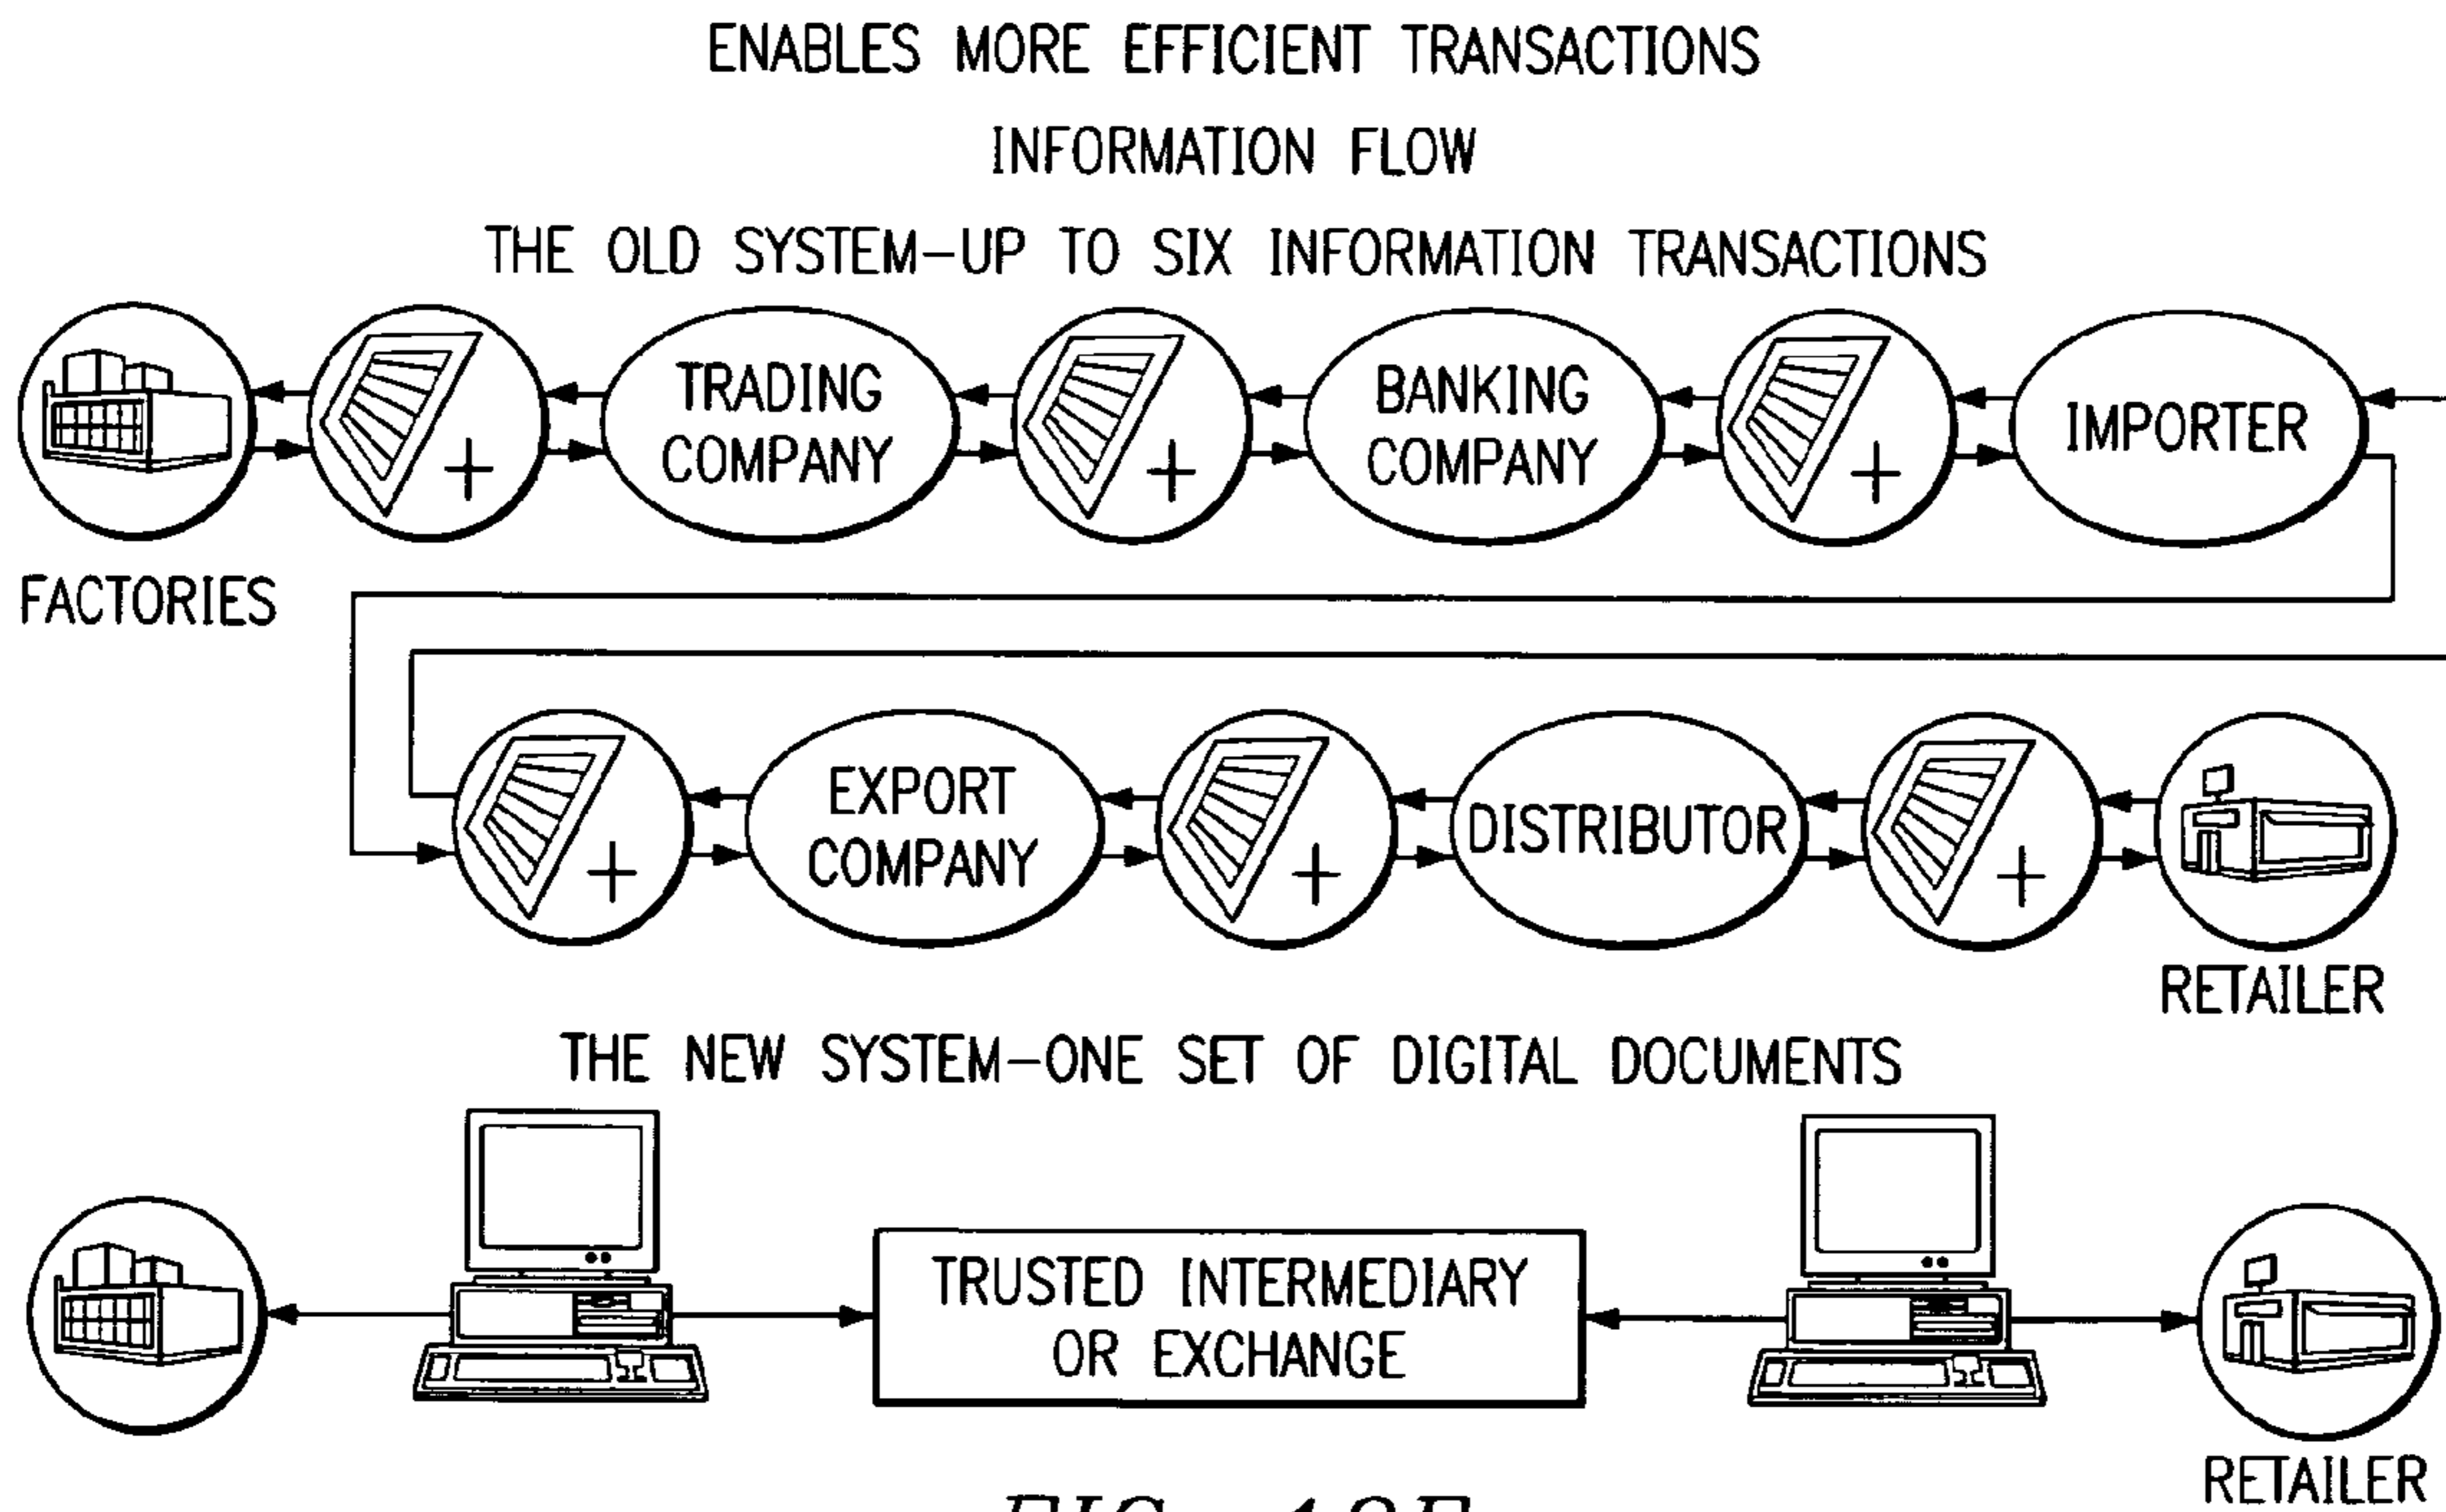 ENABLES MORE EFFICIENT TRANSACTIONS
INFORMATION FLOW
THE OLD SYSTEM—UP TO SIX INFORMATION TRANSACTIONS
TRADING
COMPANY
BANKING
COMPANY
IMPORTER
FACTORIES
EXPORT
COMPANY
DISTRIBUTOR
RETAILER
THE NEW SYSTEM—ONE SET OF DIGITAL DOCUMENTS
TRUSTED INTERMEDIARY
OR EXCHANGE
RETAILER